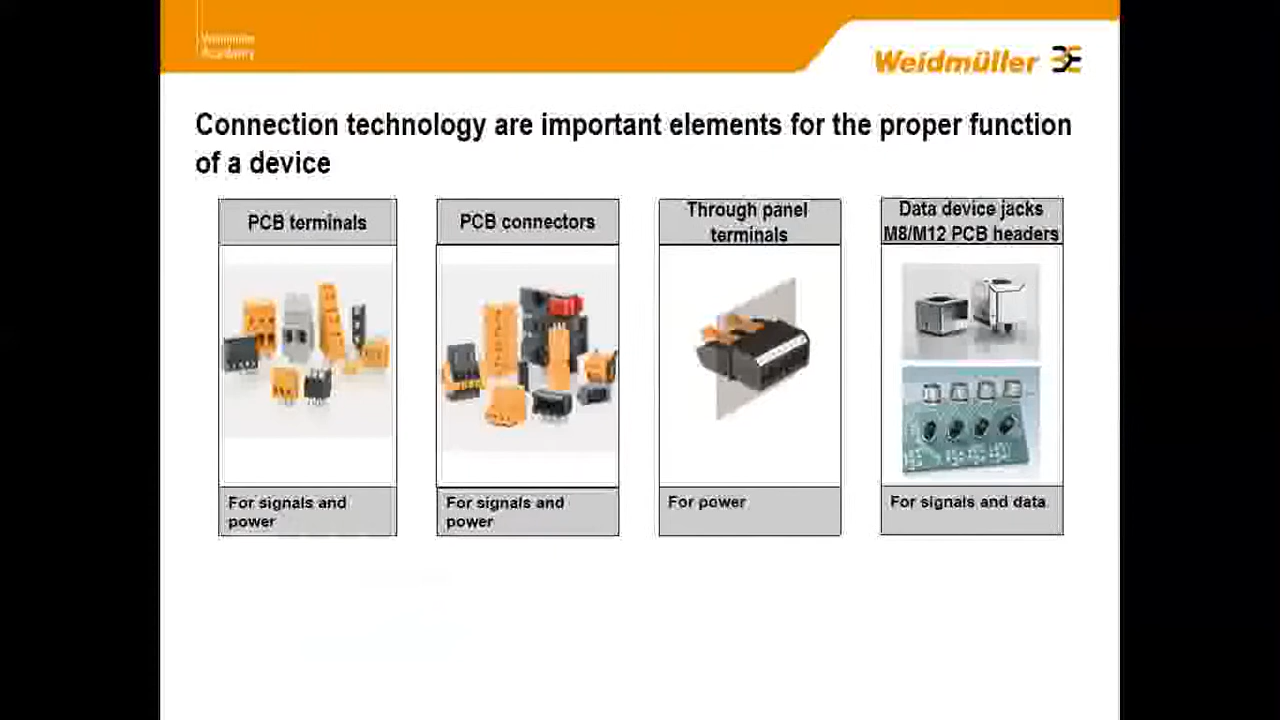 Weidmüller
Academy
Weidmüller
Connection technology are important elements for the proper function
of a device
PCB terminals
For signals and
power
PCB connectors
For signals and
power
Through panel
terminals
For power
Data device jacks
M8/M12 PCB headers
For signals and data